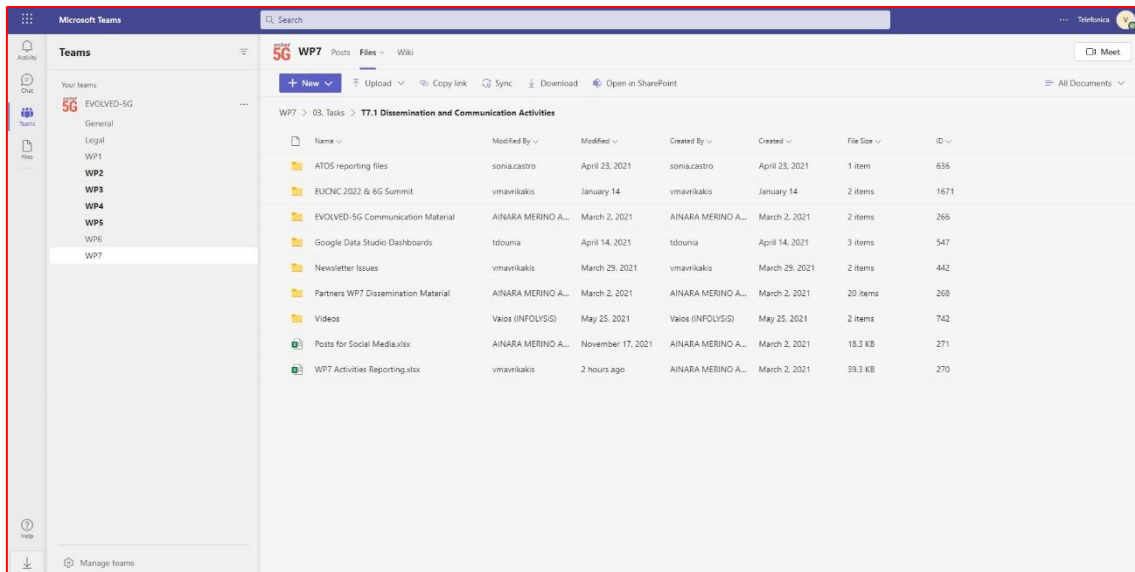 Microsoft Teams
Search
Telefonica
V
Activity
Chat
Teams
Files
Help
Teams
Your teams
5G EVOLVED-5G
General
Legal
WP1
WP2
WP3
WP4
WP5
WP6
WP7
Manage teams
5G WP7 Posts Files Wiki
Meet
+ New Upload Copy link Sync Download Open in SharePoint
All Documents
WP7 > 03. Tasks > T7.1 Dissemination and Communication Activities
Name Modified By Modified Created By Created File Size ID
ATOS reporting files sonia.castro April 23, 2021 sonia.castro April 23, 2021 1 item 636
EUCNC 2022 & 6G Summit vmavrikakis January 14 vmavrikakis January 14 2 items 1671
EVOLVED-5G Communication Material AINARA MERINO A... March 2, 2021 AINARA MERINO A... March 2, 2021 2 items 266
Google Data Studio Dashboards tdounia April 14, 2021 tdounia April 14, 2021 3 items 547
Newsletter Issues vmavrikakis March 29, 2021 vmavrikakis March 29, 2021 2 items 442
Partners WP7 Dissemination Material AINARA MERINO A... March 2, 2021 AINARA MERINO A... March 2, 2021 20 items 268
Videos Vaios (INFOLYSiS) May 25, 2021 Vaios (INFOLYSiS) May 25, 2021 2 items 742
Posts for Social Media.xlsx AINARA MERINO A... November 17, 2021 AINARA MERINO A... March 2, 2021 18.3 KB 271
WP7 Activities Reporting.xlsx vmavrikakis 2 hours ago AINARA MERINO A... March 2, 2021 39.3 KB 270